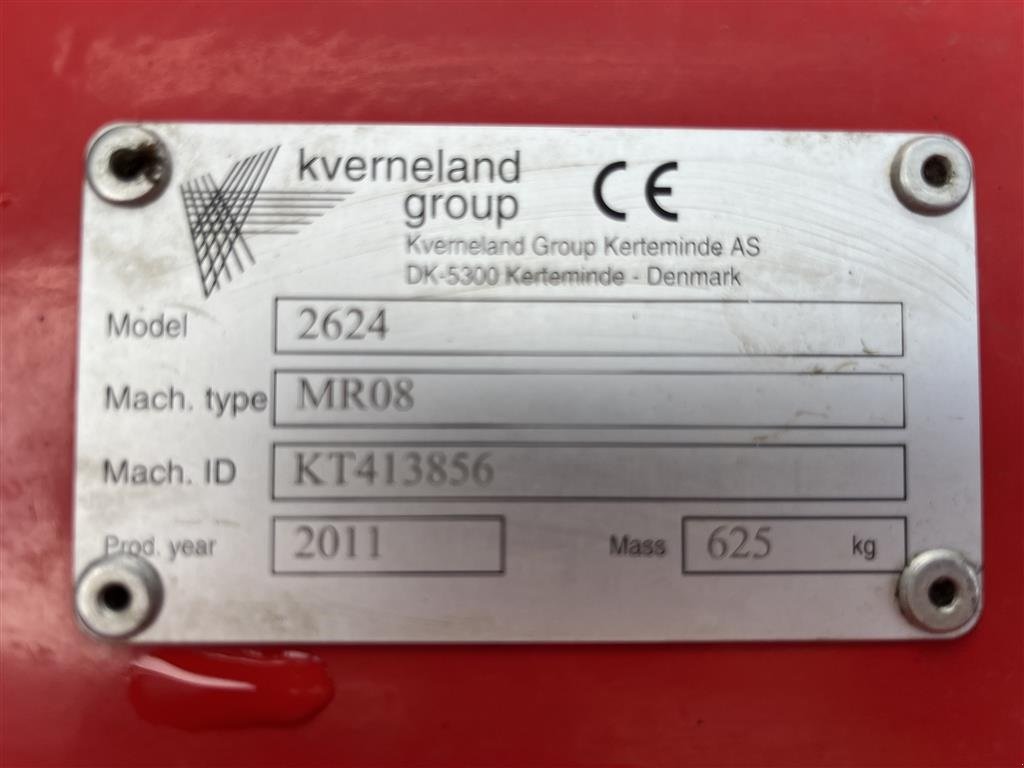 kverneland
group
CE
Kverneland Group Kerteminde AS
DK-5300 Kerteminde - Denmark
Model 2624
Mach. type MR08
Mach. ID KT413856
Prod. year 2011 Mass 625 kg